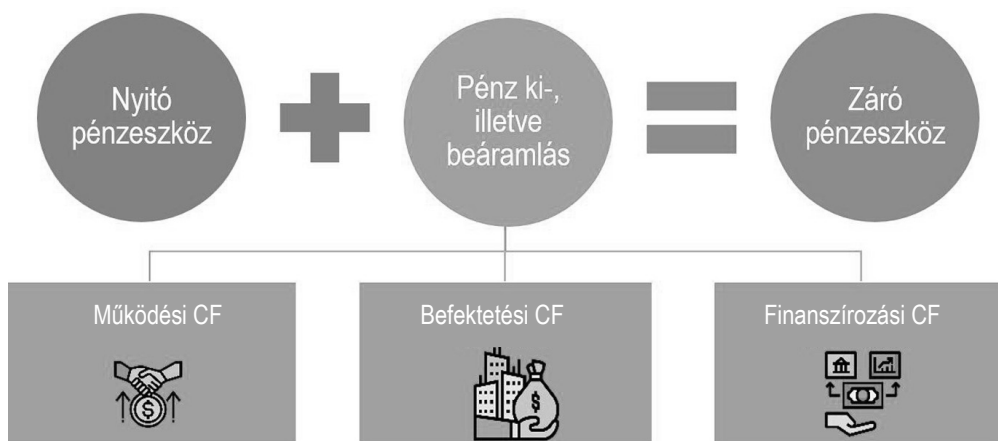 Nyitó
pénzeszköz
Pénz ki-,
illetve
beáramlás
Záró
pénzeszköz
Működési CF
Befektetési CF
Finanszírozási CF